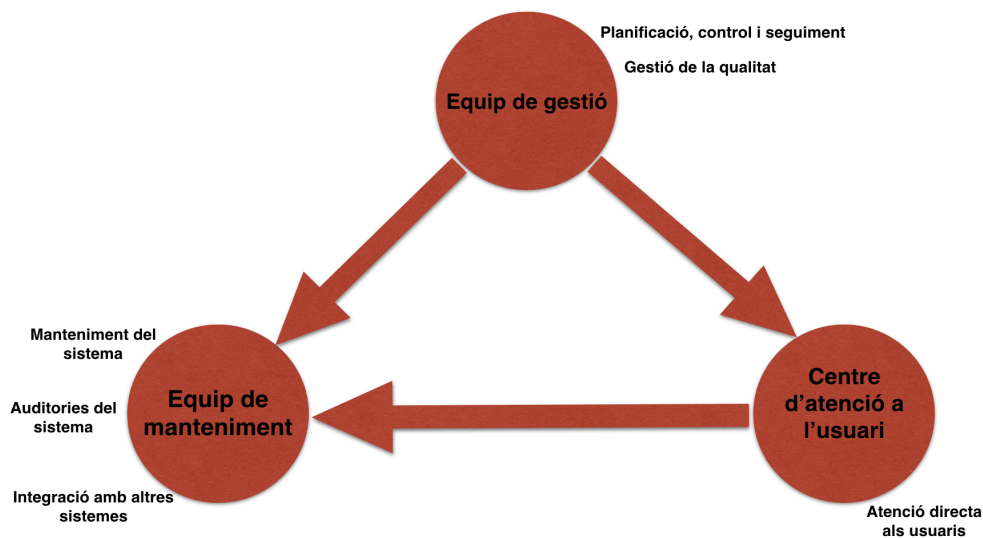 Planificació, control i seguiment
Gestió de la qualitat
Equip de gestió
Manteniment del
sistema
Auditories del
sistema
Integració amb altres
sistemes
Equip de
manteniment
Centre
d’atenció a
l’usuari
Atenció directa
als usuaris